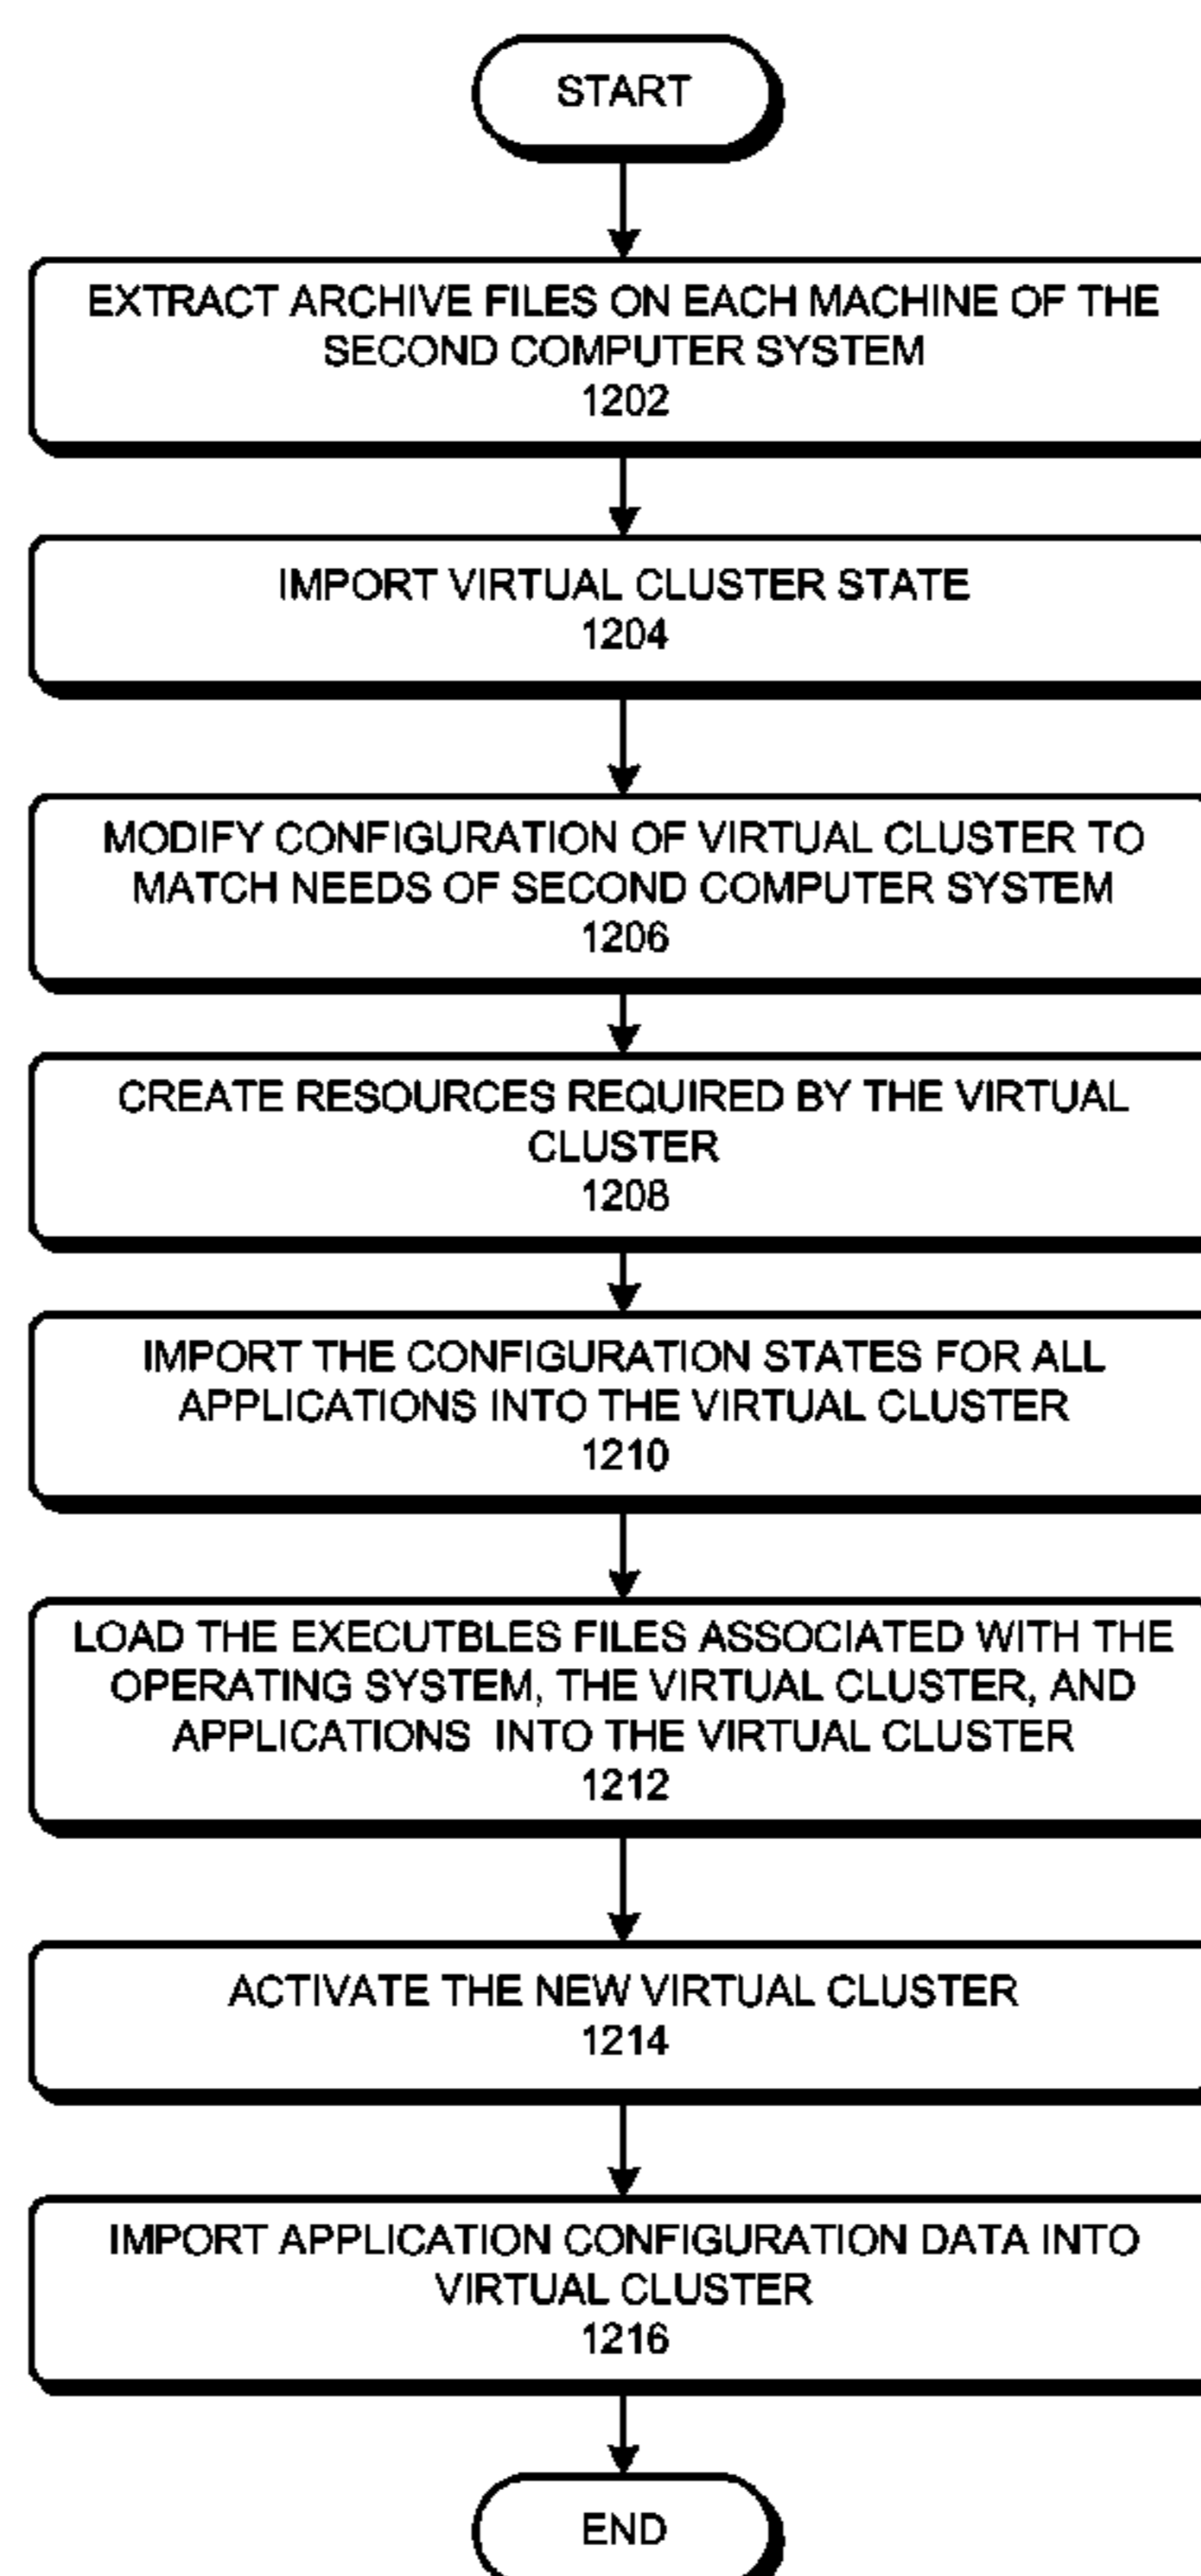 START
EXTRACT ARCHIVE FILES ON EACH MACHINE OF THE
SECOND COMPUTER SYSTEM
1202
IMPORT VIRTUAL CLUSTER STATE
1204
MODIFY CONFIGURATION OF VIRTUAL CLUSTER TO
MATCH NEEDS OF SECOND COMPUTER SYSTEM
1206
CREATE RESOURCES REQUIRED BY THE VIRTUAL
CLUSTER
1208
IMPORT THE CONFIGURATION STATES FOR ALL
APPLICATIONS INTO THE VIRTUAL CLUSTER
1210
LOAD THE EXECUTBLES FILES ASSOCIATED WITH THE
OPERATING SYSTEM, THE VIRTUAL CLUSTER, AND
APPLICATIONS INTO THE VIRTUAL CLUSTER
1212
ACTIVATE THE NEW VIRTUAL CLUSTER
1214
IMPORT APPLICATION CONFIGURATION DATA INTO
VIRTUAL CLUSTER
1216
END